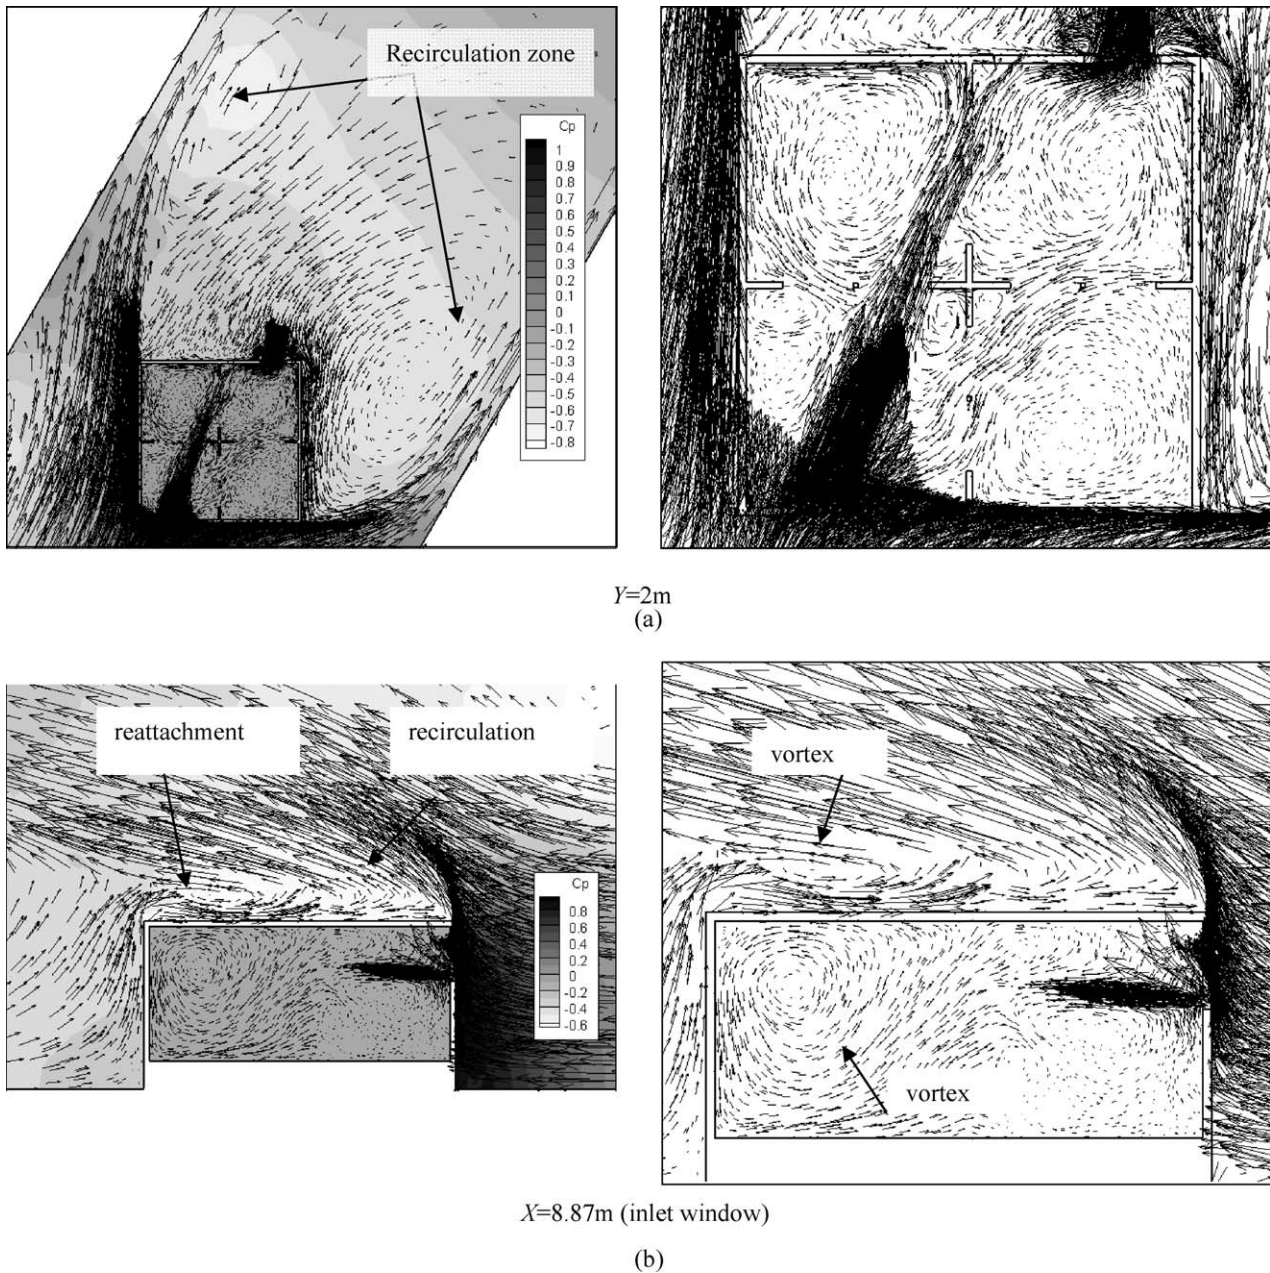 Recirculation zone
Cp
1
0.9
0.8
0.7
0.6
0.5
0.4
0.3
0.2
0.1
0
-0.1
-0.2
-0.3
-0.4
-0.5
-0.6
-0.7
-0.8
Y=2m
(a)
reattachment
recirculation
Cp
0.8
0.6
0.4
0.2
0
-0.2
-0.4
-0.6
vortex
vortex
X=8.87m (inlet window)
(b)